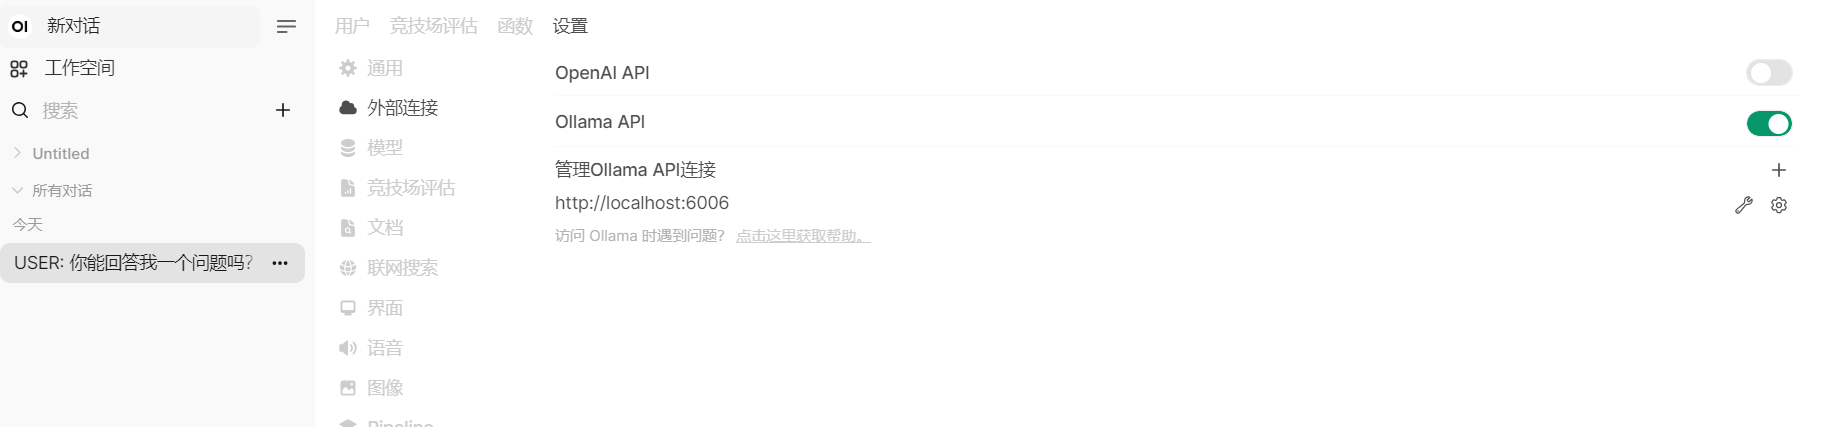 OI 新对话
工作空间
搜索
Untitled
所有对话
今天
USER: 你能回答我一个问题吗?
用户 竞技场评估 函数 设置
通用
外部连接
模型
竞技场评估
文档
联网搜索
界面
语音
图像
Pipeline
OpenAI API
Ollama API
管理Ollama API连接
http://localhost:6006
访问 Ollama 时遇到问题? 点击这里获取帮助。